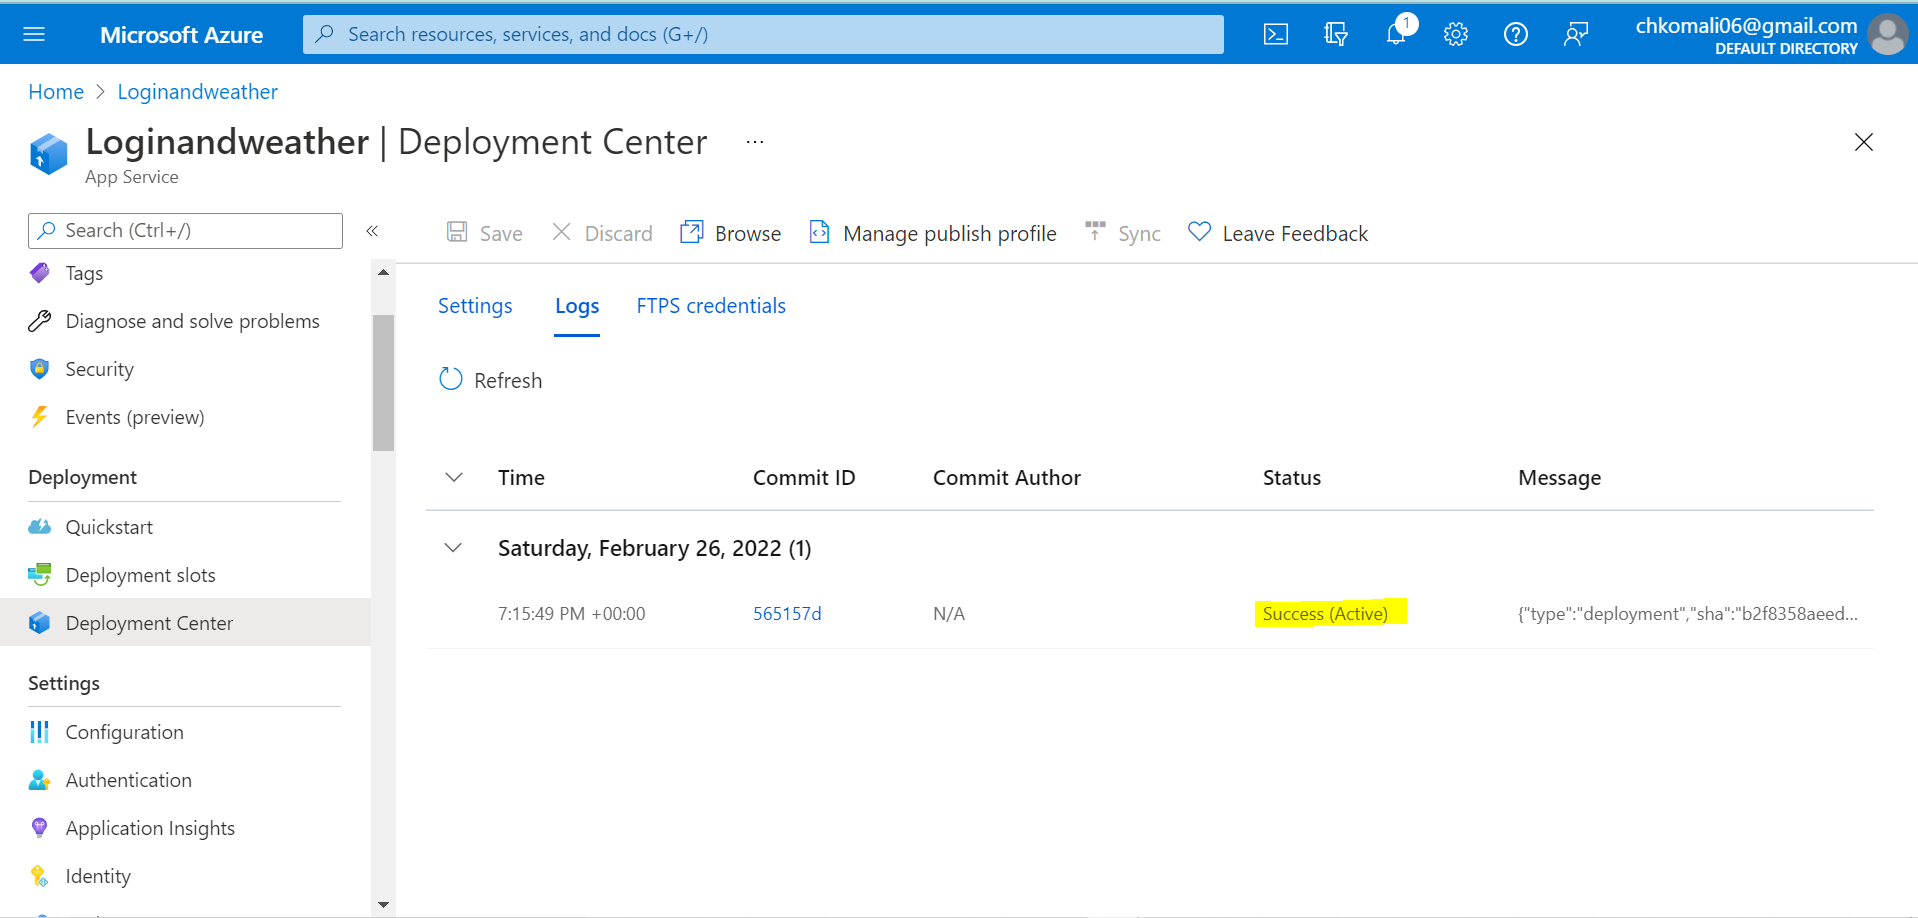 Microsoft Azure
Search resources, services, and docs (G+/)
1
chkomali06@gmail.com
DEFAULT DIRECTORY
Home > Loginandweather
Loginandweather | Deployment Center ...
App Service
Search (Ctrl+/)
«
Save
Discard
Browse
Manage publish profile
Sync
Leave Feedback
Tags
Diagnose and solve problems
Security
Events (preview)
Deployment
Quickstart
Deployment slots
Deployment Center
Settings
Configuration
Authentication
Application Insights
Identity
Settings
Logs
FTPS credentials
Refresh
Time Commit ID Commit Author Status Message
Saturday, February 26, 2022 (1)
7:15:49 PM +00:00 565157d N/A Success (Active) {"type":"deployment","sha":"b2f8358aeed...